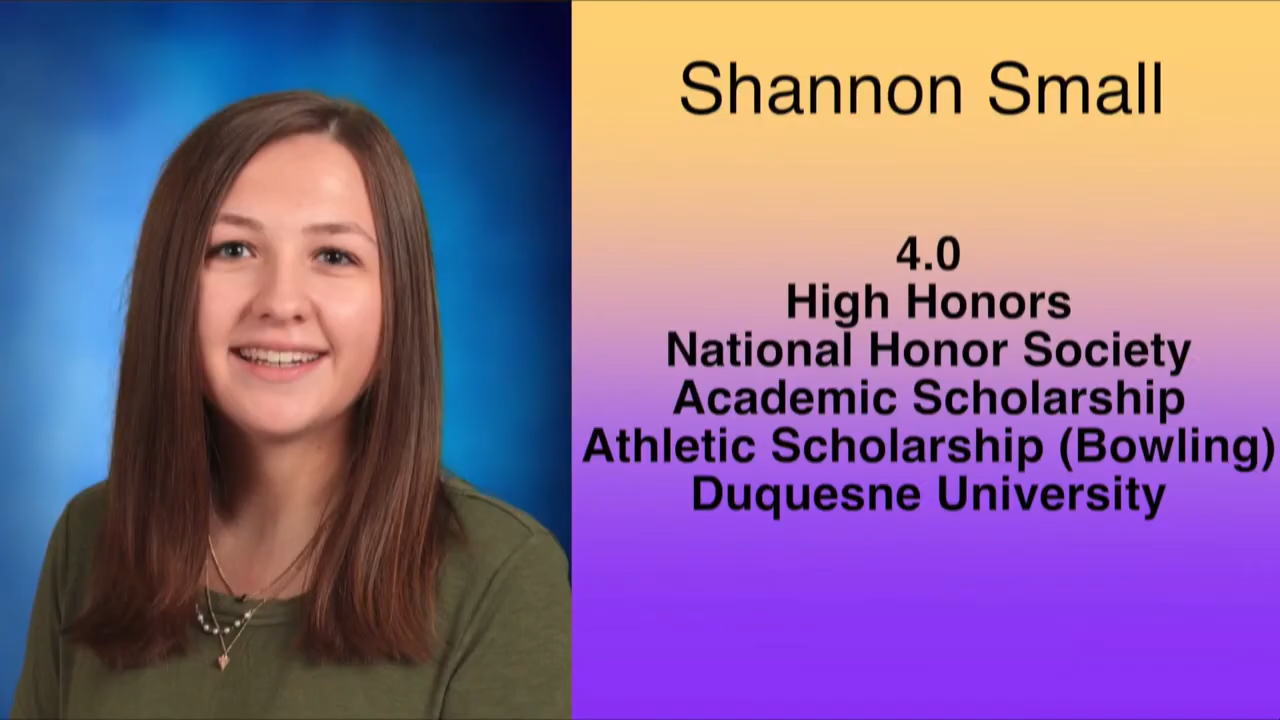 Shannon Small
4.0
High Honors
National Honor Society
Academic Scholarship
Athletic Scholarship (Bowling)
Duquesne University